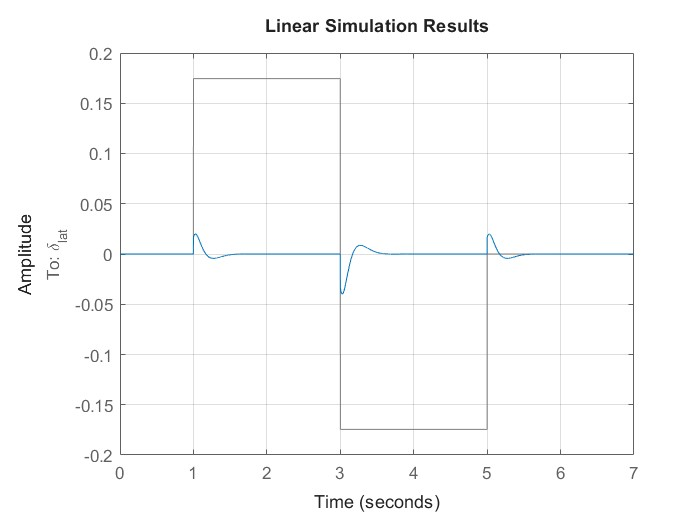 Linear Simulation Results
Amplitude
To: δ_lat
0.2
0.15
0.1
0.05
0
-0.05
-0.1
-0.15
-0.2
0 1 2 3 4 5 6 7
Time (seconds)